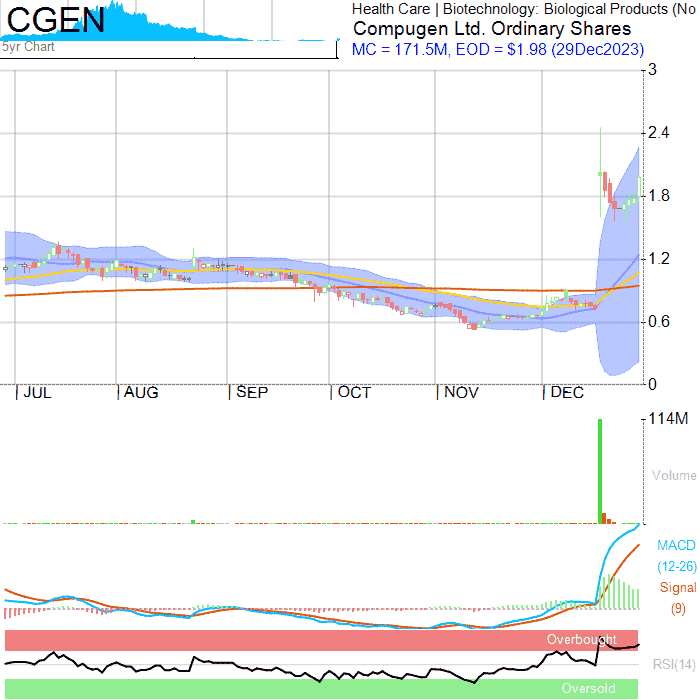 CGEN
Health Care | Biotechnology: Biological Products (No
Compugen Ltd. Ordinary Shares
5yr Chart
MC = 171.5M, EOD = $1.98 (29Dec2023)
3
2.4
1.8
1.2
0.6
0
JUL AUG SEP OCT NOV DEC
114M
Volume
MACD
(12-26)
Signal
(9)
Overbought
RSI(14)
Oversold